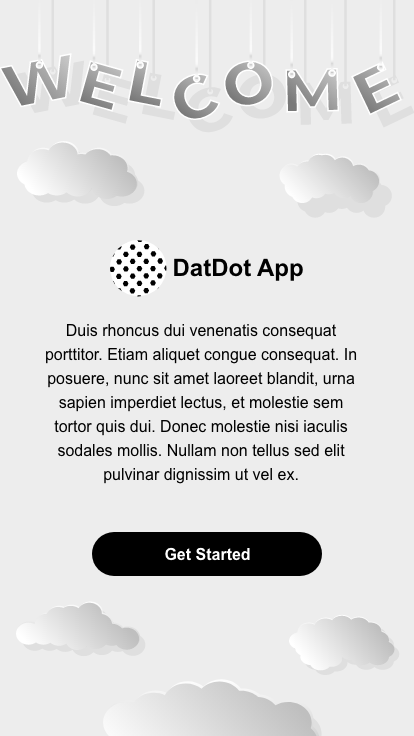 WELCOME
DatDot App
Duis rhoncus dui venenatis consequat
porttitor. Etiam aliquet congue consequat. In
posuere, nunc sit amet laoreet blandit, urna
sapien imperdiet lectus, et molestie sem
tortor quis dui. Donec molestie nisi iaculis
sodales mollis. Nullam non tellus sed elit
pulvinar dignissim ut vel ex.
Get Started